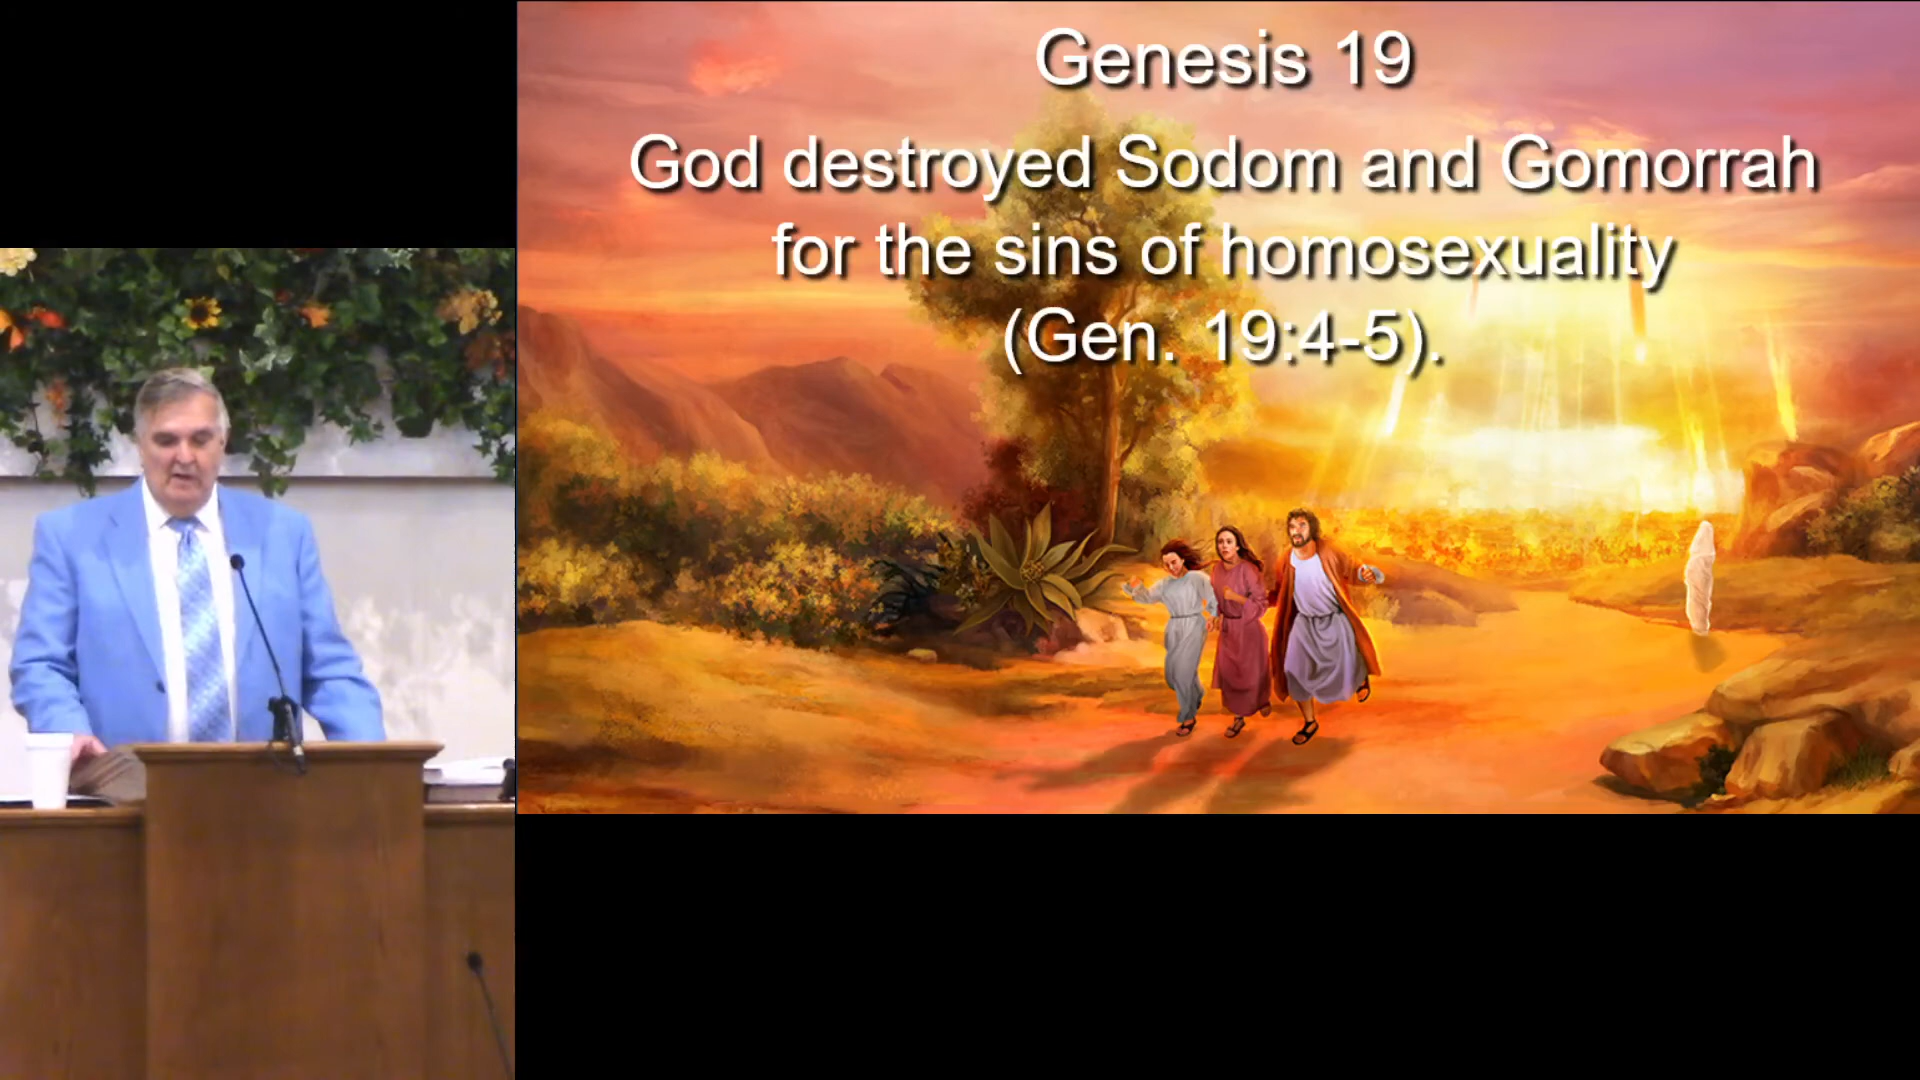 Genesis 19
God destroyed Sodom and Gomorrah
for the sins of homosexuality
(Gen. 19:4-5).